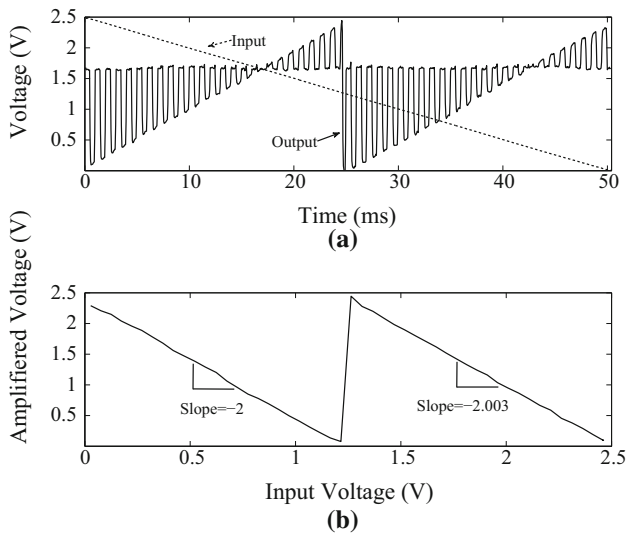 Voltage (V)
2.5
2
1.5
1
0.5
Input
Output
0
10
20
30
40
50
Time (ms)
(a)
Amplifiered Voltage (V)
2.5
2
1.5
1
0.5
Slope=−2
Slope=−2.003
0
0.5
1
1.5
2
2.5
Input Voltage (V)
(b)